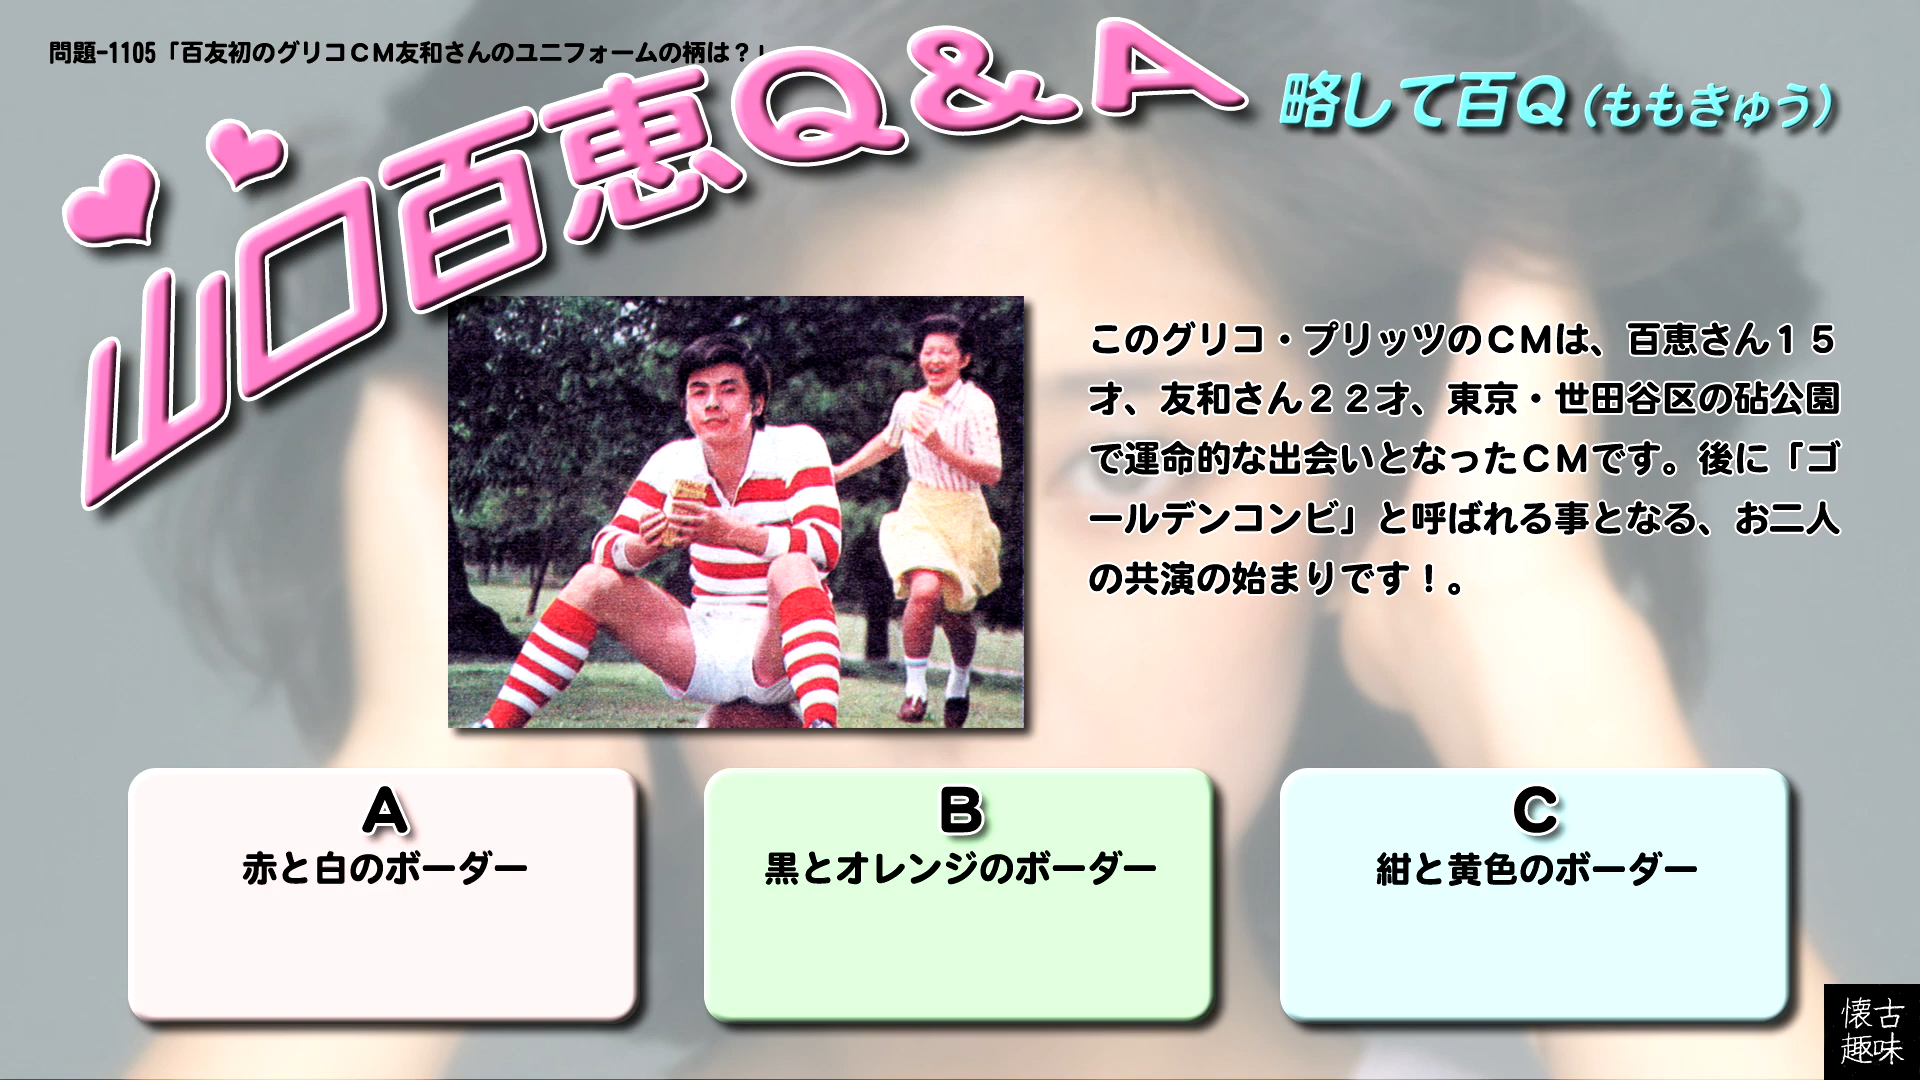 問題-1105「百友初のグリコＣＭ友和さんのユニフォームの柄は？」
山口百恵Q&A
略して百Q（ももきゅう）
このグリコ・プリッツのＣＭは、百恵さん１５
才、友和さん２２才、東京・世田谷区の砧公園
で運命的な出会いとなったＣＭです。後に「ゴ
ールデンコンビ」と呼ばれる事となる、お二人
の共演の始まりです！。
A
赤と白のボーダー
B
黒とオレンジのボーダー
C
紺と黄色のボーダー
懐古
趣味